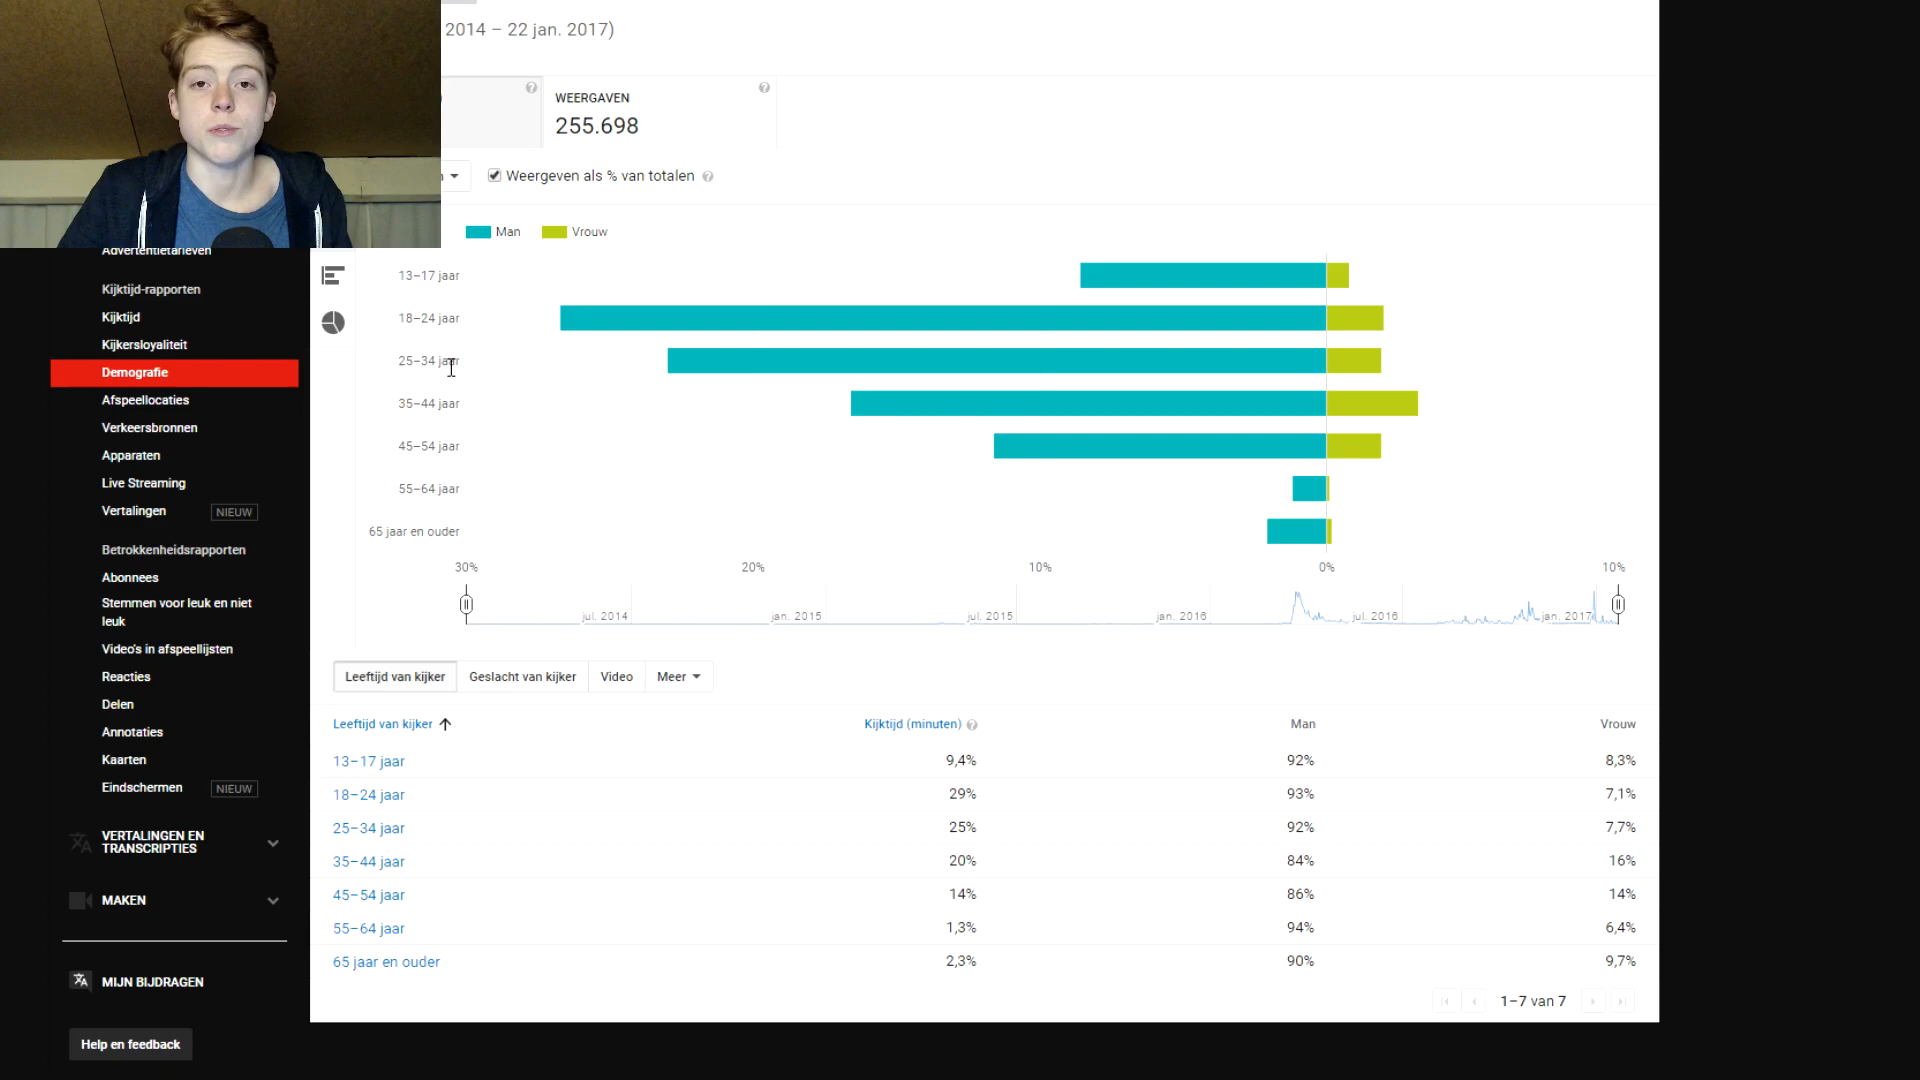 2014 – 22 jan. 2017)
WEERGAVEN
255.698
Weergeven als % van totalen
Man
Vrouw
Advertentietarieven
Kijktijd-rapporten
Kijktijd
Kijkersloyaliteit
Demografie
Afspeellocaties
Verkeersbronnen
Apparaten
Live Streaming
Vertalingen
NIEUW
Betrokkenheidsrapporten
Abonnees
Stemmen voor leuk en niet
leuk
Video's in afspeellijsten
Reacties
Delen
Annotaties
Kaarten
Eindschermen
NIEUW
VERTALINGEN EN
TRANSCRIPTIES
MAKEN
MIJN BIJDRAGEN
Help en feedback
13–17 jaar
18–24 jaar
25–34 jaar
35–44 jaar
45–54 jaar
55–64 jaar
65 jaar en ouder
30% 20% 10% 0% 10%
jul. 2014 jan. 2015 jul. 2015 jan. 2016 jul. 2016 jan. 2017
Leeftijd van kijker Geslacht van kijker Video Meer
Leeftijd van kijker Kijktijd (minuten) Man Vrouw
13–17 jaar 9,4% 92% 8,3%
18–24 jaar 29% 93% 7,1%
25–34 jaar 25% 92% 7,7%
35–44 jaar 20% 84% 16%
45–54 jaar 14% 86% 14%
55–64 jaar 1,3% 94% 6,4%
65 jaar en ouder 2,3% 90% 9,7%
1–7 van 7